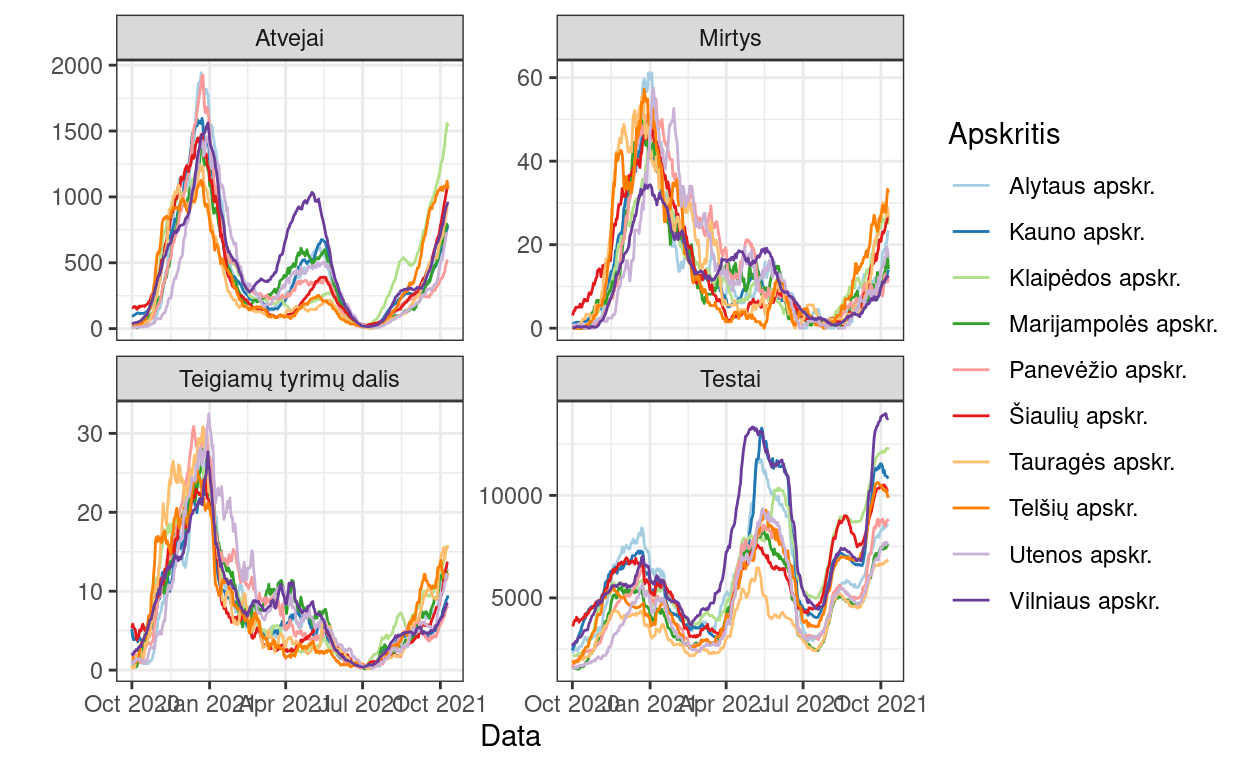 Atvejai
Mirtys
2000
1500
1000
500
0
60
40
20
0
Teigiamų tyrimų dalis
Testai
30
20
10
0
10000
5000
Oct 2020 Jan 2021 Apr 2021 Jul 2021 Oct 2021
Oct 2020 Jan 2021 Apr 2021 Jul 2021 Oct 2021
Data
Apskritis
Alytaus apskr.
Kauno apskr.
Klaipėdos apskr.
Marijampolės apskr.
Panevėžio apskr.
Šiaulių apskr.
Tauragės apskr.
Telšių apskr.
Utenos apskr.
Vilniaus apskr.